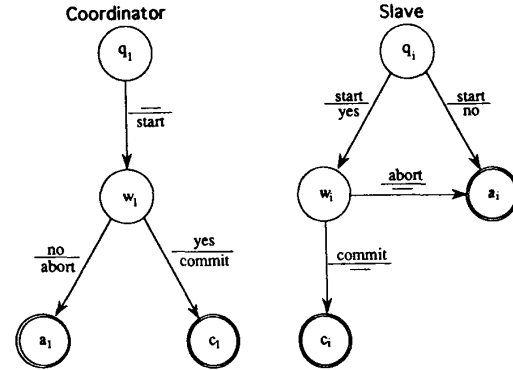 Coordinator
q1
start
w1
no
abort
yes
commit
a1
c1
Slave
qi
start
yes
start
no
wi
abort
ai
commit
ci